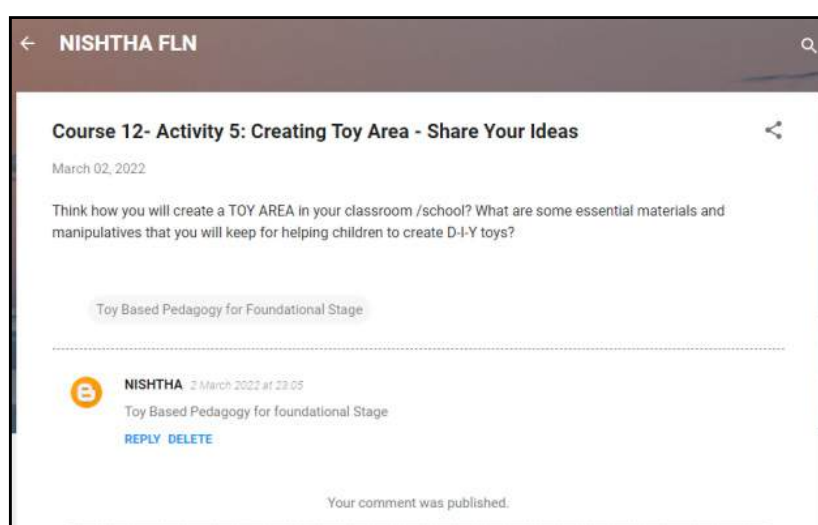 NISHTHA FLN
Course 12- Activity 5: Creating Toy Area - Share Your Ideas
March 02, 2022
Think how you will create a TOY AREA in your classroom /school? What are some essential materials and
manipulatives that you will keep for helping children to create D-I-Y toys?
Toy Based Pedagogy for Foundational Stage
NISHTHA 2 March 2022 at 23:05
Toy Based Pedagogy for foundational Stage
REPLY DELETE
Your comment was published.